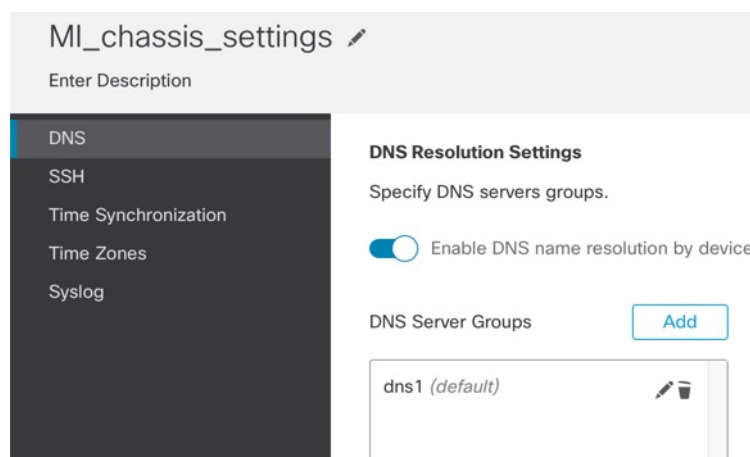 MI_chassis_settings
Enter Description
DNS
SSH
Time Synchronization
Time Zones
Syslog
DNS Resolution Settings
Specify DNS servers groups.
Enable DNS name resolution by device
DNS Server Groups
Add
dns1 (default)